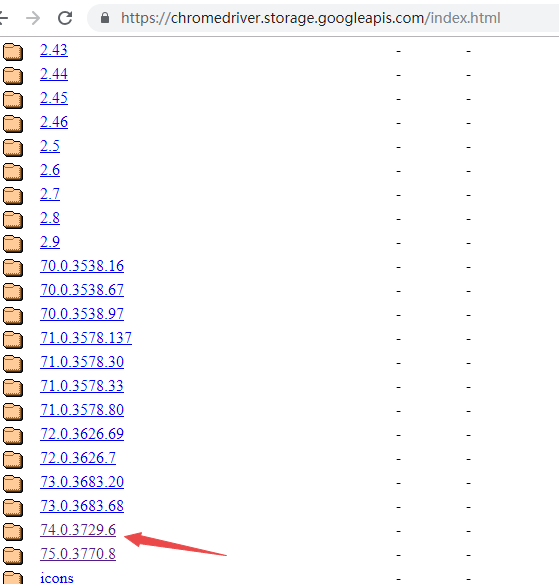 https://chromedriver.storage.googleapis.com/index.html
2.43 - -
2.44 - -
2.45 - -
2.46 - -
2.5 - -
2.6 - -
2.7 - -
2.8 - -
2.9 - -
70.0.3538.16 - -
70.0.3538.67 - -
70.0.3538.97 - -
71.0.3578.137 - -
71.0.3578.30 - -
71.0.3578.33 - -
71.0.3578.80 - -
72.0.3626.69 - -
72.0.3626.7 - -
73.0.3683.20 - -
73.0.3683.68 - -
74.0.3729.6 - -
75.0.3770.8 - -
icons - -